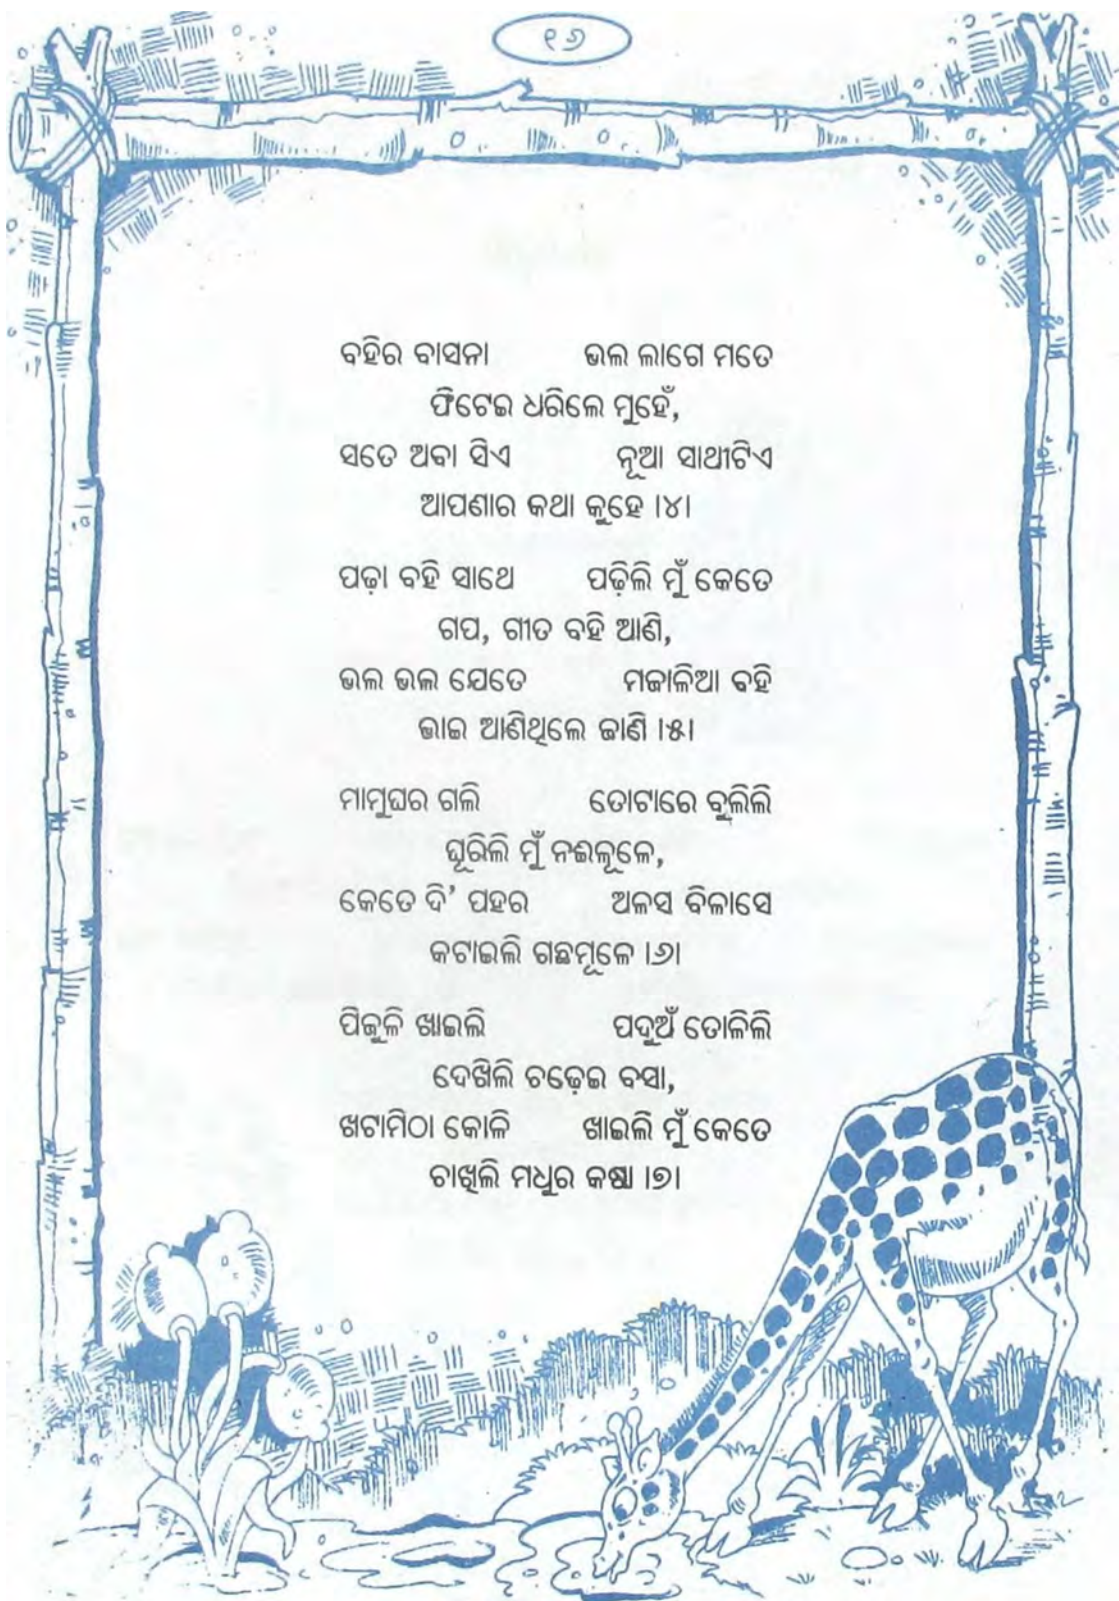 ୧୬
ବହିର ବାସନା ଭଲ ଲାଗେ ମତେ
ଫିଟେଇ ଧରିଲେ ମୁହେଁ,
ସତେ ଅବା ସିଏ ନୂଆ ସାଥୀଟିଏ
ଆପଣାର କଥା କୁହେ ।୪।
ପଢ଼ା ବହି ସାଥେ ପଢ଼ିଲି ମୁଁ କେତେ
ଗପ, ଗୀତ ବହି ଆଣି,
ଭଲ ଭଲ ଯେତେ ମଜାଳିଆ ବହି
ଭାଇ ଆଣିଥିଲେ ଜାଣି ।୫।
ମାମୁଘର ଗଲି ତୋଟାରେ ବୁଲିଲି
ଘୂରିଲି ମୁଁ ନଈକୂଳେ,
କେତେ ଦି’ ପହର ଅଳସ ବିଳାସେ
କଟାଇଲି ଗଛମୂଳେ ।୬।
ପିଜୁଳି ଖାଇଲି ପଦୁଅଁ ତୋଳିଲି
ଦେଖିଲି ଚଢ଼େଇ ବସା,
ଖଟାମିଠା କୋଳି ଖାଇଲି ମୁଁ କେତେ
ଚାଖିଲି ମଧୁର କଷା ।୭।